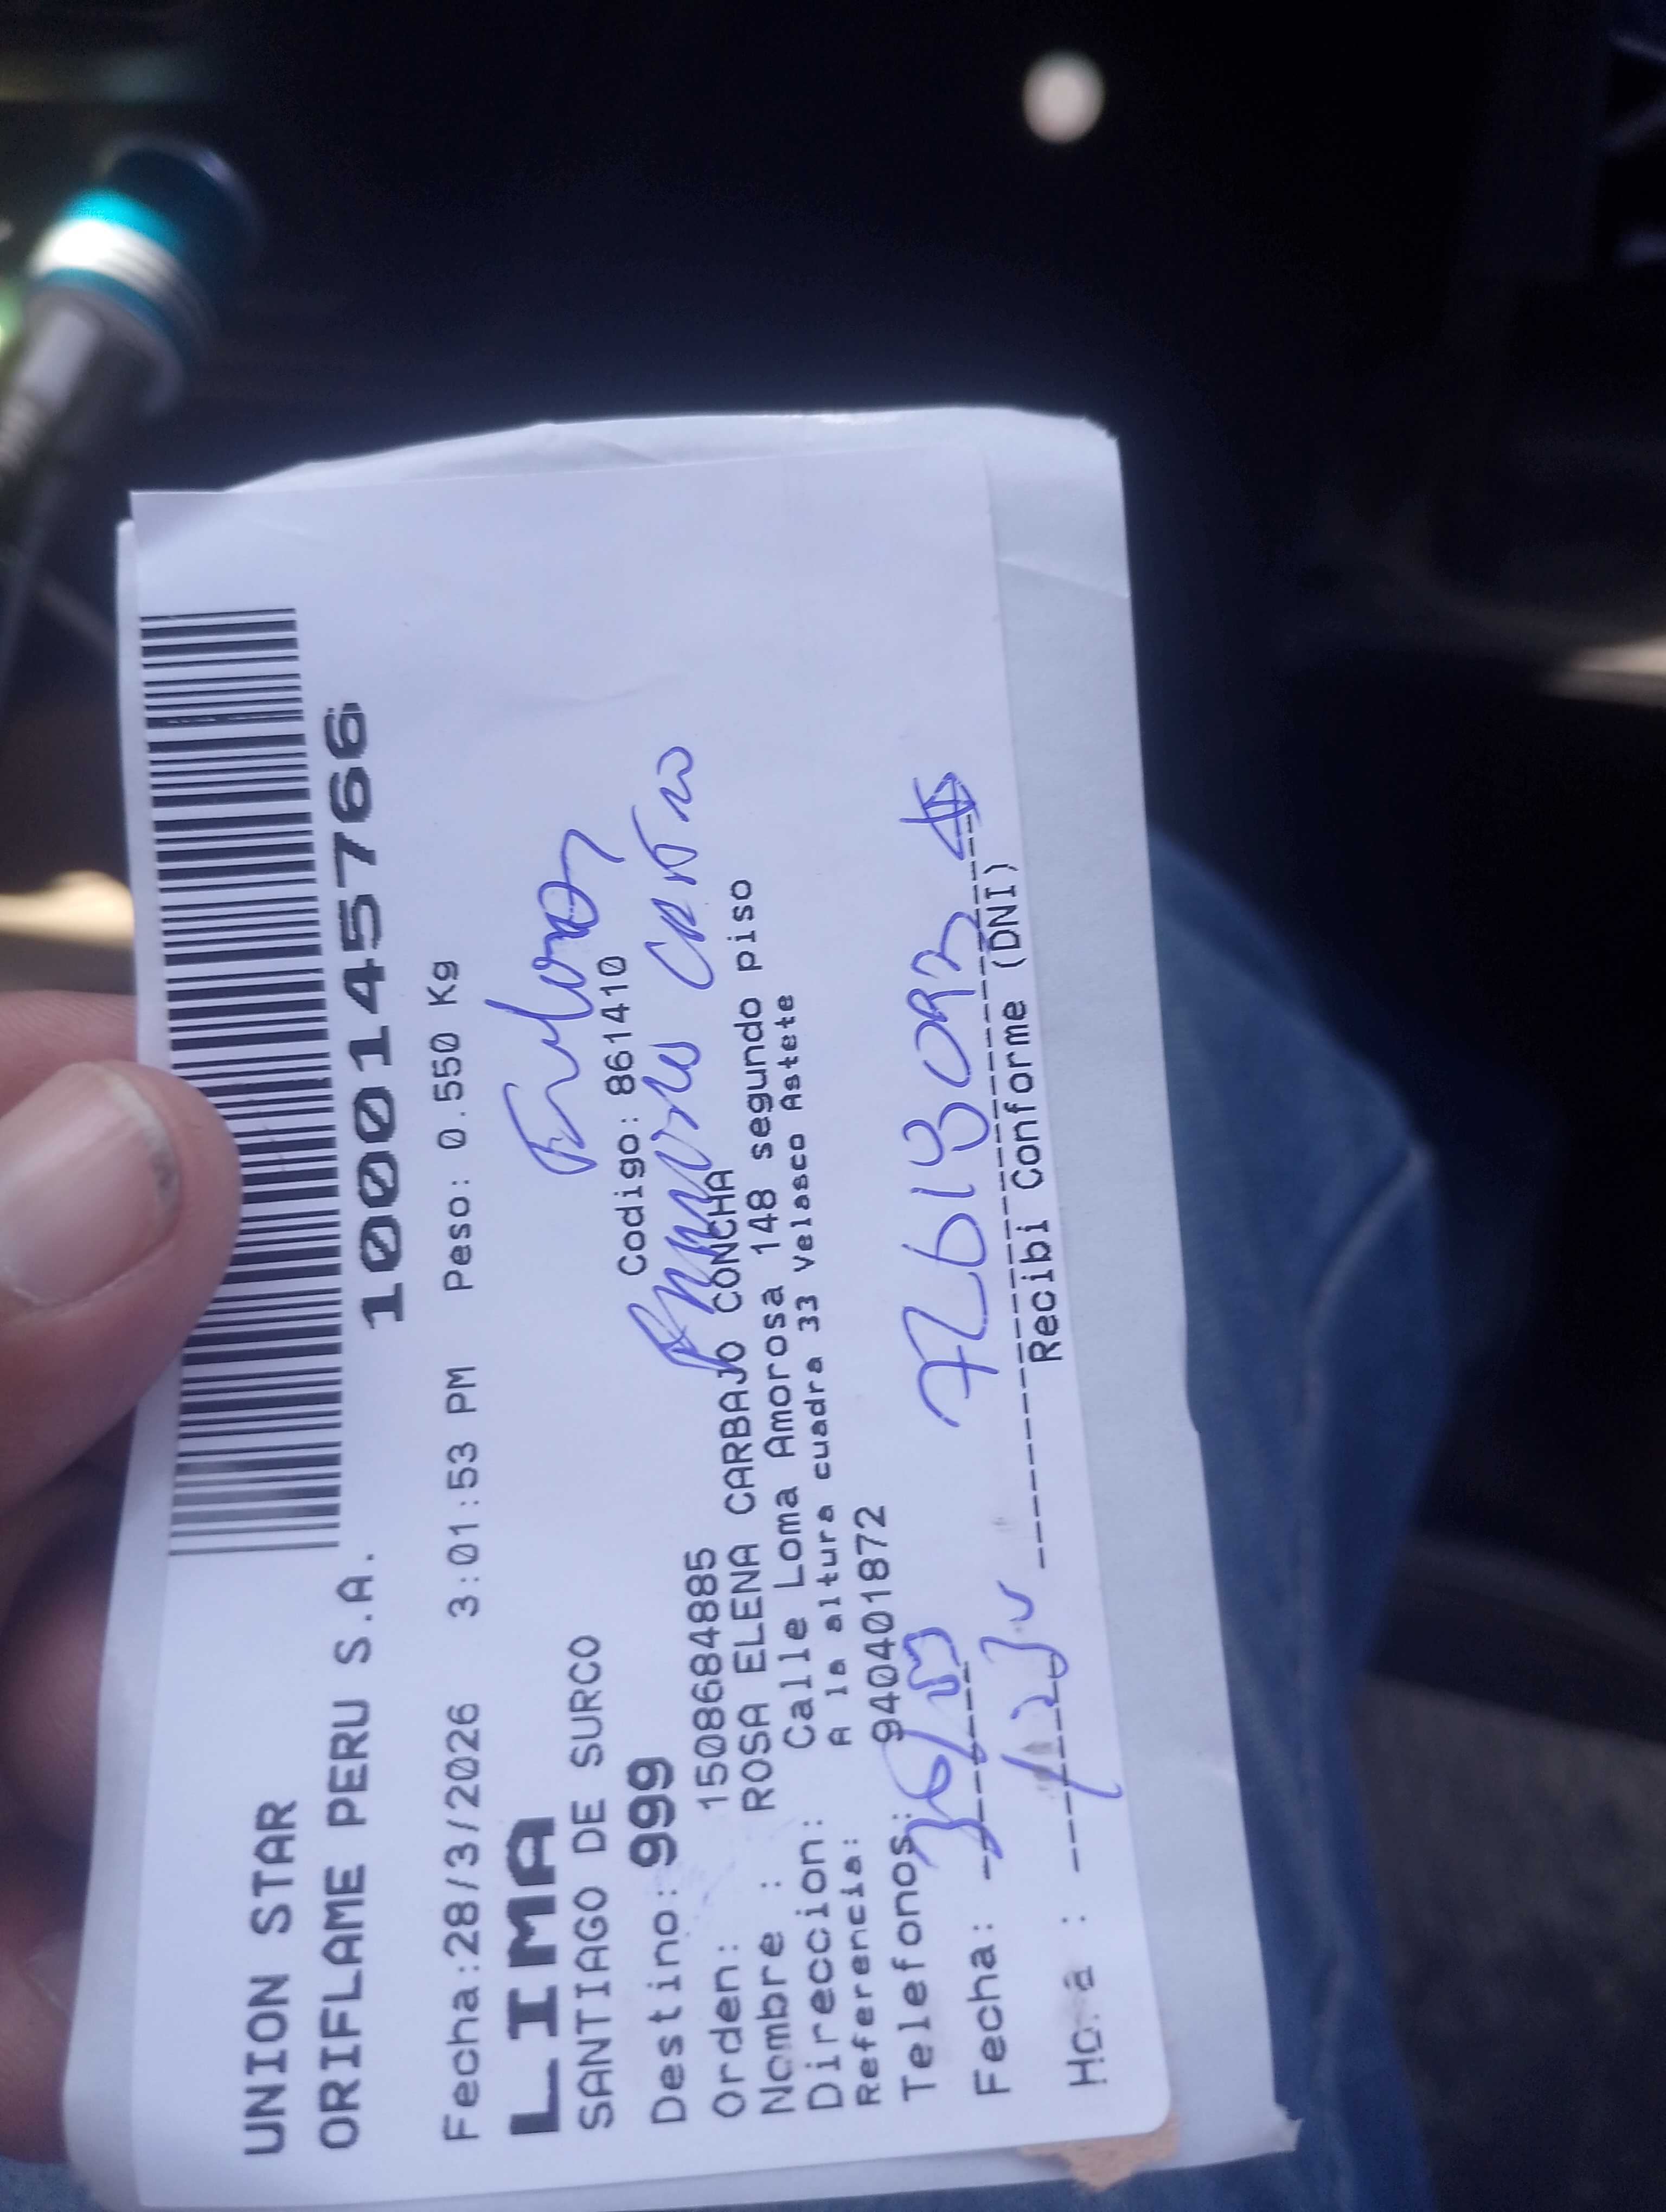 UNION STAR
ORIFLAME PERU S.A.
1000145766
Fecha:28/3/2026 3:01:53 PM Peso: 0.550 Kg
LIMA
SANTIAGO DE SURCO
Destino: 999 Codigo: 861410
Orden: 1508684885
Nombre : ROSA ELENA CARBAJO CONCHA
Direccion: Calle Loma Amorosa 148 segundo piso
Referencia: A la altura cuadra 33 Velasco Astete
Telefonos: 940401872
Fecha:
Hora :
Recibi Conforme (DNI)